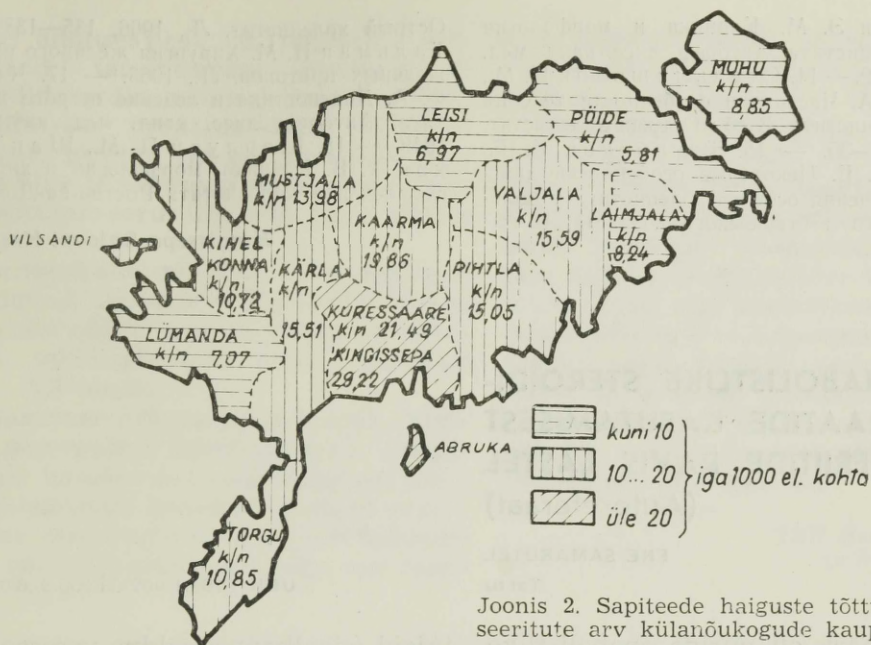 MUHU
k/n
8,85
LEISI
k/n
6,97
PÖIDE
k/n
5,81
MUSTJALA
k/n 13,98
VALJALA
k/n
15,59
LAIMJALA
k/n
8,24
KAARMA
k/n
19,86
VILSANDI
KIHEL-
KONNA
k/n
10,72
KÄRLA
k/n
15,51
PIHTLA
k/n
15,05
KURESSAARE
k/n 21,49
KINGISSEPA
29,22
LÜMANDA
k/n 7,07
ABRUKA
TORGU
k/n
10,85
kuni 10
10...20
üle 20
iga 1000 el. kohta
Joonis 2. Sapiteede haiguste tõttu
seeritute arv külanõukogude kaup